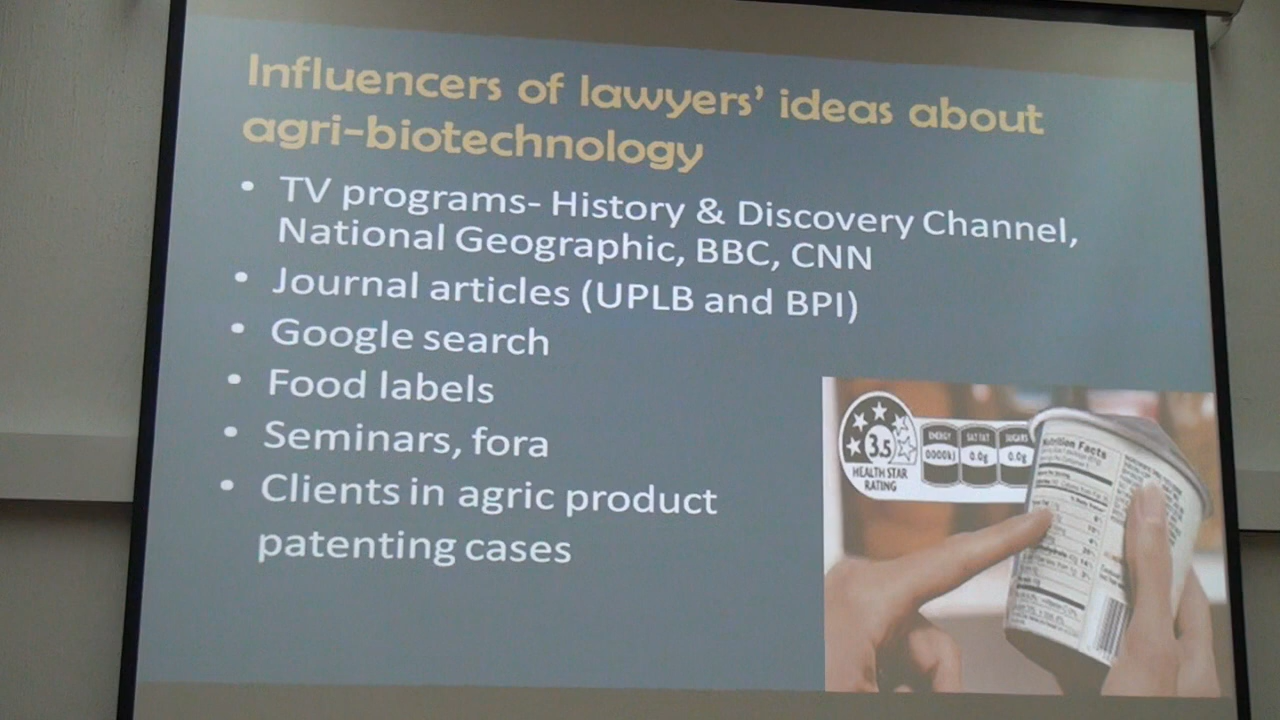 Influencers of lawyers' ideas about
agri-biotechnology
• TV programs- History & Discovery Channel,
National Geographic, BBC, CNN
• Journal articles (UPLB and BPI)
• Google search
• Food labels
• Seminars, fora
• Clients in agric product
patenting cases
3.5
HEALTH STAR
RATING
ENERGY
0000kj
SAT FAT
0.0g
SUGARS
0.0g
Nutrition Facts